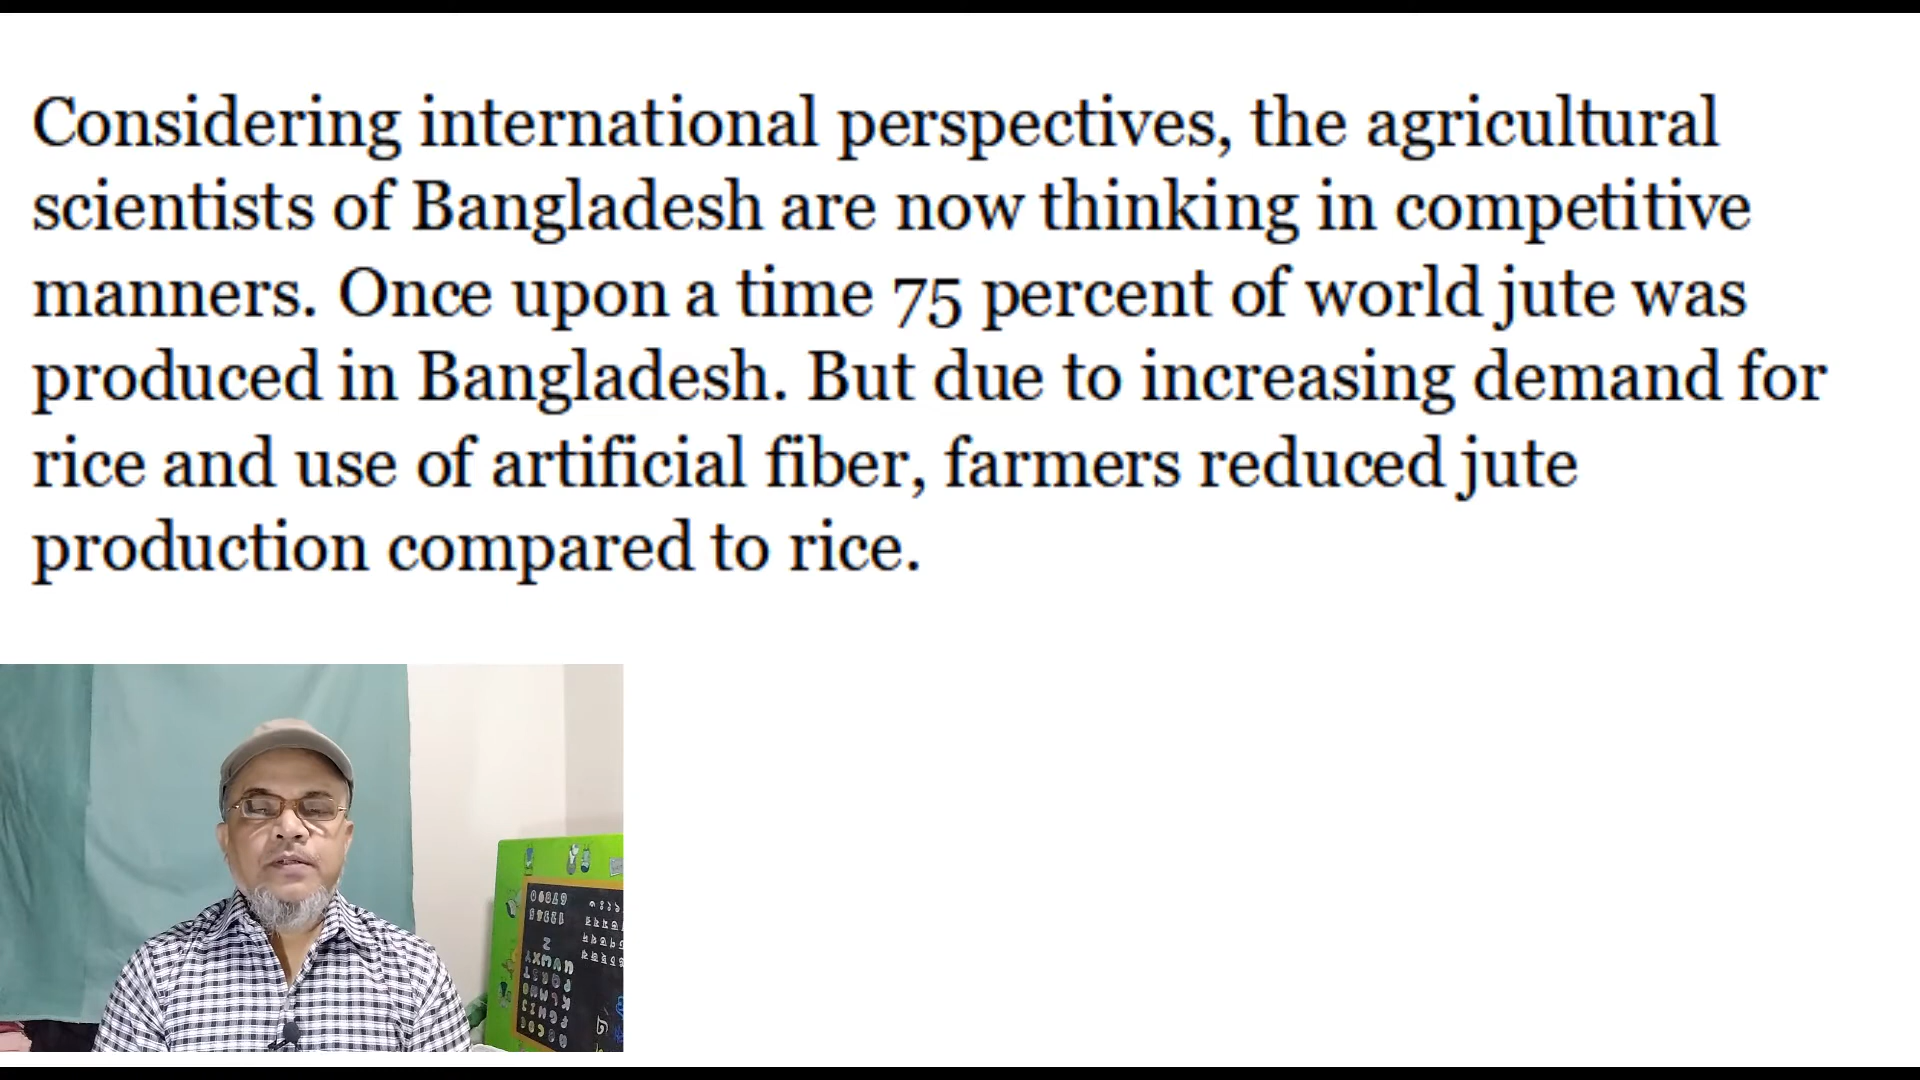 Considering international perspectives, the agricultural
scientists of Bangladesh are now thinking in competitive
manners. Once upon a time 75 percent of world jute was
produced in Bangladesh. But due to increasing demand for
rice and use of artificial fiber, farmers reduced jute
production compared to rice.